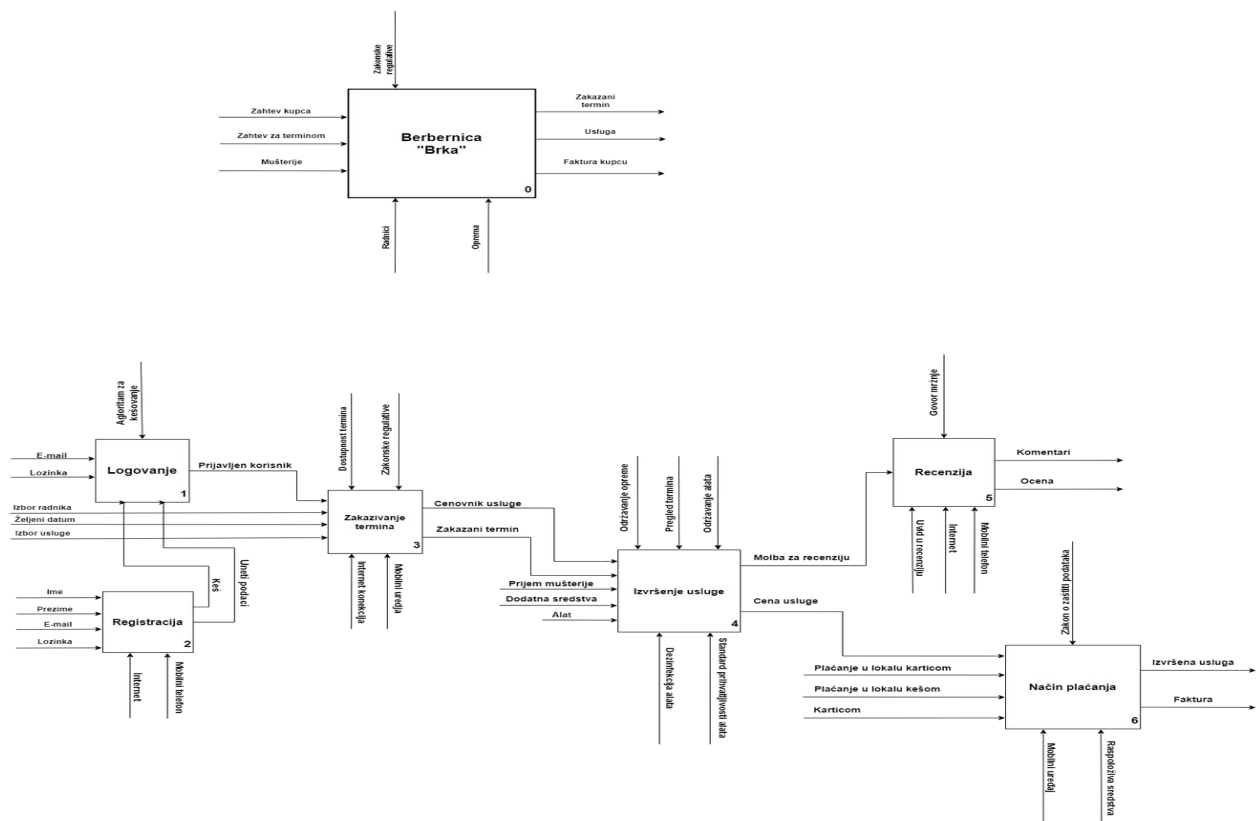 Zakonske
regulative
Zahtev kupca
Zahtev za terminom
Mušterije
Berbernica
"Brka"
0
Zakazani
termin
Usluga
Faktura kupcu
Radnici
Oprema
Agloritam za
kešovanje
E-mail
Lozinka
Logovanje
1
Prijavljen korisnik
Izbor radnika
Željeni datum
Izbor usluge
Keš
Uneti podaci
Ime
Prezime
E-mail
Lozinka
Registracija
2
Internet
Mobilni telefon
Dostupnost termina
Zakonske regulative
Zakazivanje
termina
3
Internet konekcija
Mobilni uredja
Cenovnik usluge
Zakazani termin
Održavanje opreme
Pregled termina
Održavanje alata
Prijem mušterije
Dodatna sredstva
Alat
Izvršenje usluge
4
Dezinfekcija alata
Standard prihvatljivosti alata
Molba za recenziju
Cena usluge
Govor mržnje
Recenzija
5
Komentari
Ocena
Uvid u recenziju
Internet
Mobilni telefon
Zakon o zaštiti podataka
Plaćanje u lokalu karticom
Plaćanje u lokalu kešom
Karticom
Način plaćanja
6
Izvršena usluga
Faktura
Mobilni uređaj
Raspoloživa sredstva